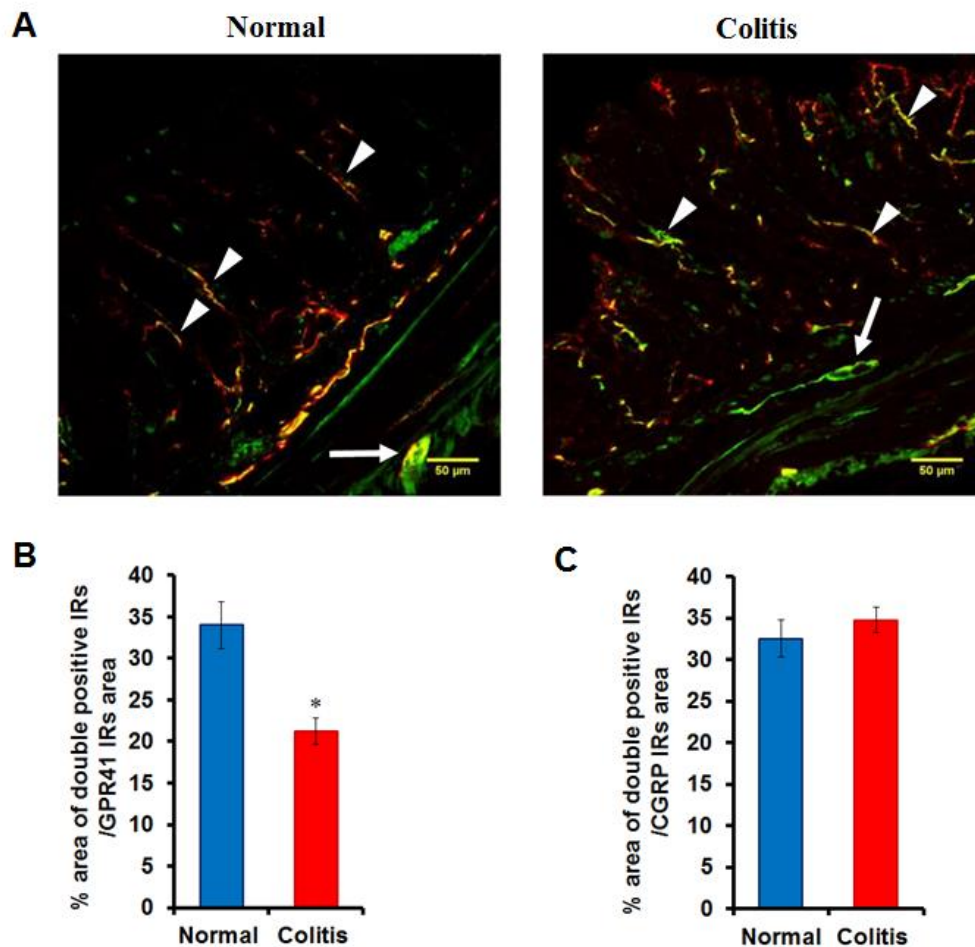 A
Normal
Colitis
50 µm
50 µm
B
% area of double positive IRs
/GPR41 IRs area
40
35
30
25
20
15
10
5
0
*
Normal
Colitis
C
% area of double positive IRs
/CGRP IRs area
40
35
30
25
20
15
10
5
0
Normal
Colitis